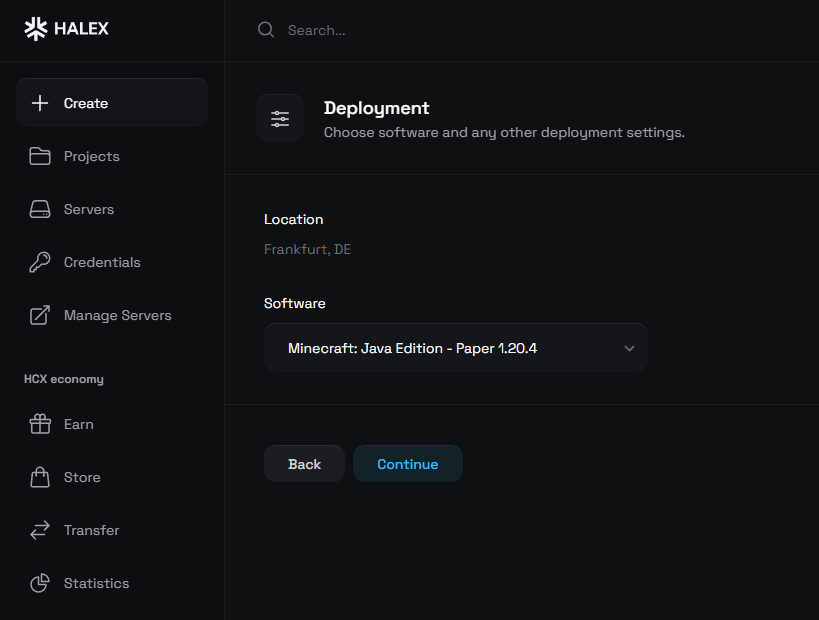 HALEX
Search...
Create
Projects
Servers
Credentials
Manage Servers
HCX economy
Earn
Store
Transfer
Statistics
Deployment
Choose software and any other deployment settings.
Location
Frankfurt, DE
Software
Minecraft: Java Edition - Paper 1.20.4
Back
Continue